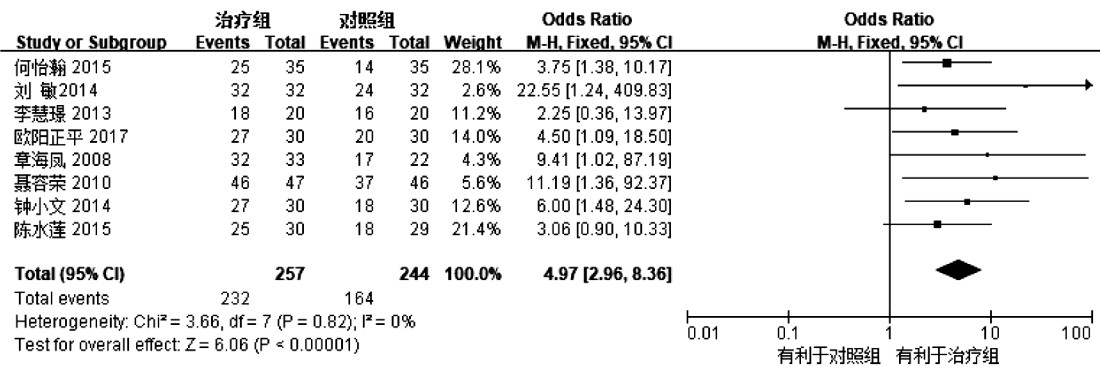 治疗组 对照组 Odds Ratio Odds Ratio
Study or Subgroup Events Total Events Total Weight M-H, Fixed, 95% CI M-H, Fixed, 95% CI
何怡瀚 2015 25 35 14 35 28.1% 3.75 [1.38, 10.17]
刘 敏2014 32 32 24 32 2.6% 22.55 [1.24, 409.83]
李慧璟 2013 18 20 16 20 11.2% 2.25 [0.36, 13.97]
欧阳正平 2017 27 30 20 30 14.0% 4.50 [1.09, 18.50]
章海凤 2008 32 33 17 22 4.3% 9.41 [1.02, 87.19]
聂容荣 2010 46 47 37 46 5.6% 11.19 [1.36, 92.37]
钟小文 2014 27 30 18 30 12.6% 6.00 [1.48, 24.30]
陈水莲 2015 25 30 18 29 21.4% 3.06 [0.90, 10.33]
Total (95% CI) 257 244 100.0% 4.97 [2.96, 8.36]
Total events 232 164
Heterogeneity: Chi² = 3.66, df = 7 (P = 0.82); I² = 0%
Test for overall effect: Z = 6.06 (P < 0.00001)
0.01 0.1 1 10 100
有利于对照组 有利于治疗组